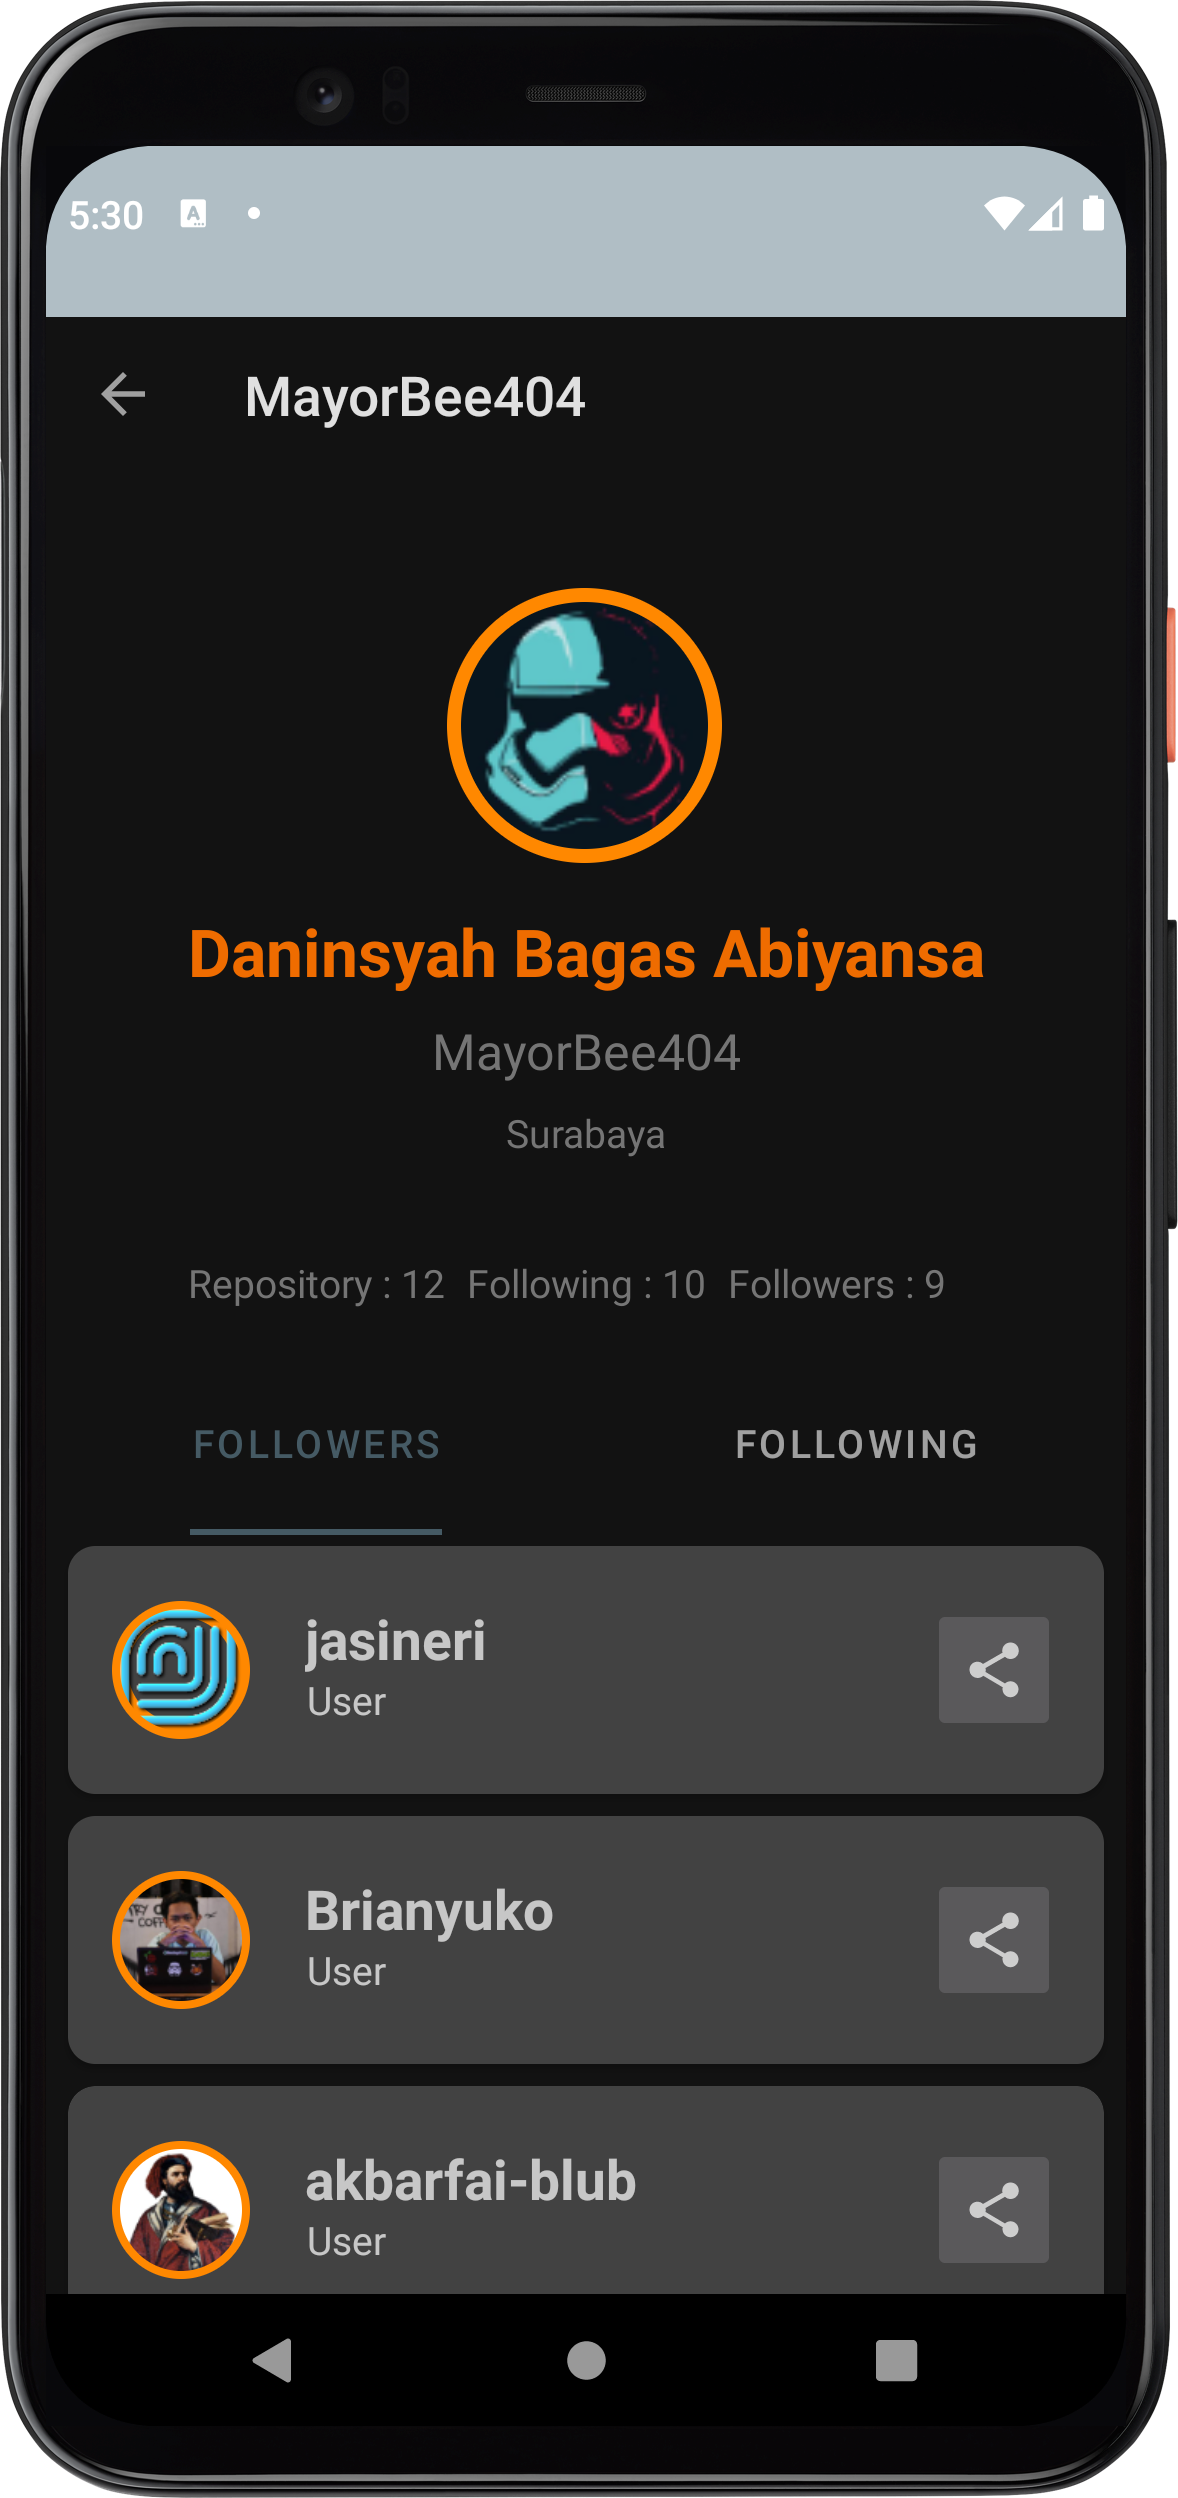 5:30
MayorBee404
Daninsyah Bagas Abiyansa
MayorBee404
Surabaya
Repository : 12 Following : 10 Followers : 9
FOLLOWERS FOLLOWING
jasineri
User
Brianyuko
User
akbarfai-blub
User